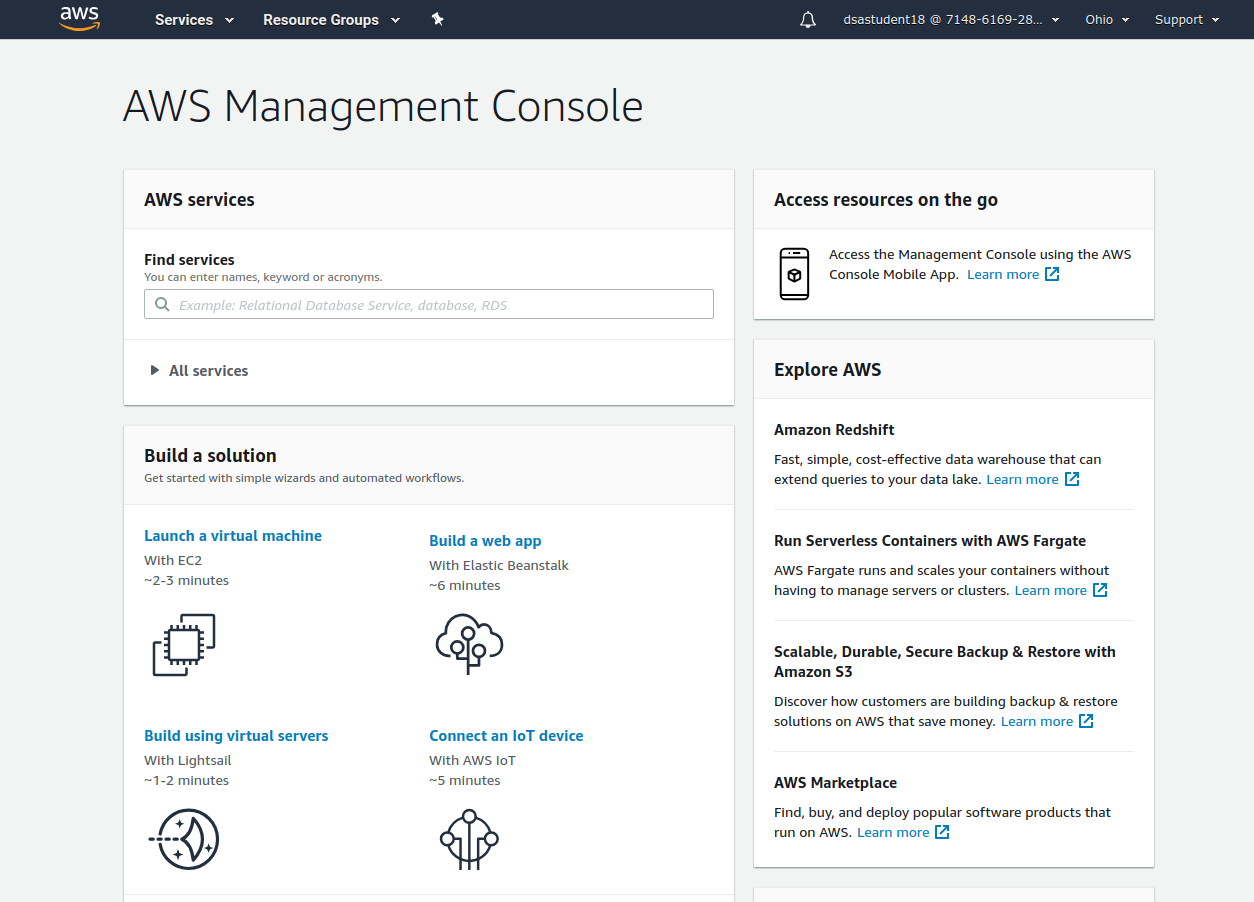 aws
Services
Resource Groups
dsastudent18 @ 7148-6169-28...
Ohio
Support
AWS Management Console
AWS services
Find services
You can enter names, keyword or acronyms.
Example: Relational Database Service, database, RDS
All services
Build a solution
Get started with simple wizards and automated workflows.
Launch a virtual machine
With EC2
~2-3 minutes
Build a web app
With Elastic Beanstalk
~6 minutes
Build using virtual servers
With Lightsail
~1-2 minutes
Connect an IoT device
With AWS IoT
~5 minutes
Access resources on the go
Access the Management Console using the AWS
Console Mobile App. Learn more
Explore AWS
Amazon Redshift
Fast, simple, cost-effective data warehouse that can
extend queries to your data lake. Learn more
Run Serverless Containers with AWS Fargate
AWS Fargate runs and scales your containers without
having to manage servers or clusters. Learn more
Scalable, Durable, Secure Backup & Restore with
Amazon S3
Discover how customers are building backup & restore
solutions on AWS that save money. Learn more
AWS Marketplace
Find, buy, and deploy popular software products that
run on AWS. Learn more